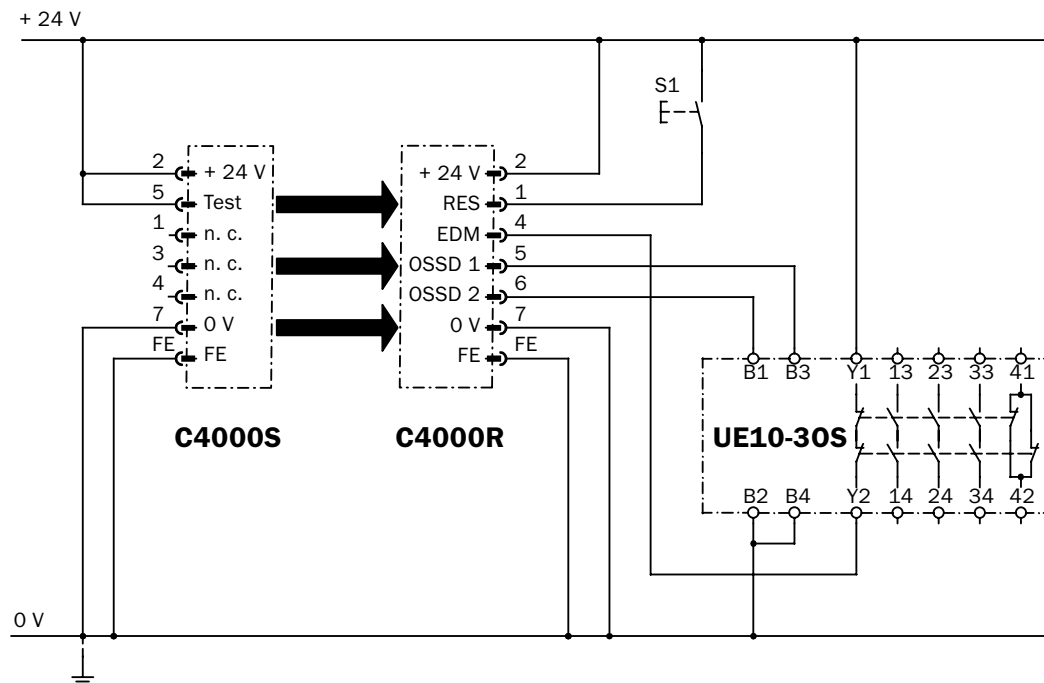 + 24 V
S1
2 + 24 V
5 Test
1 n. c.
3 n. c.
4 n. c.
7 0 V
FE FE
C4000S
+ 24 V 2
RES 1
EDM 4
OSSD 1 5
OSSD 2 6
0 V 7
FE FE
C4000R
B1 B3 Y1 13 23 33 41
UE10-3OS
B2 B4 Y2 14 24 34 42
0 V